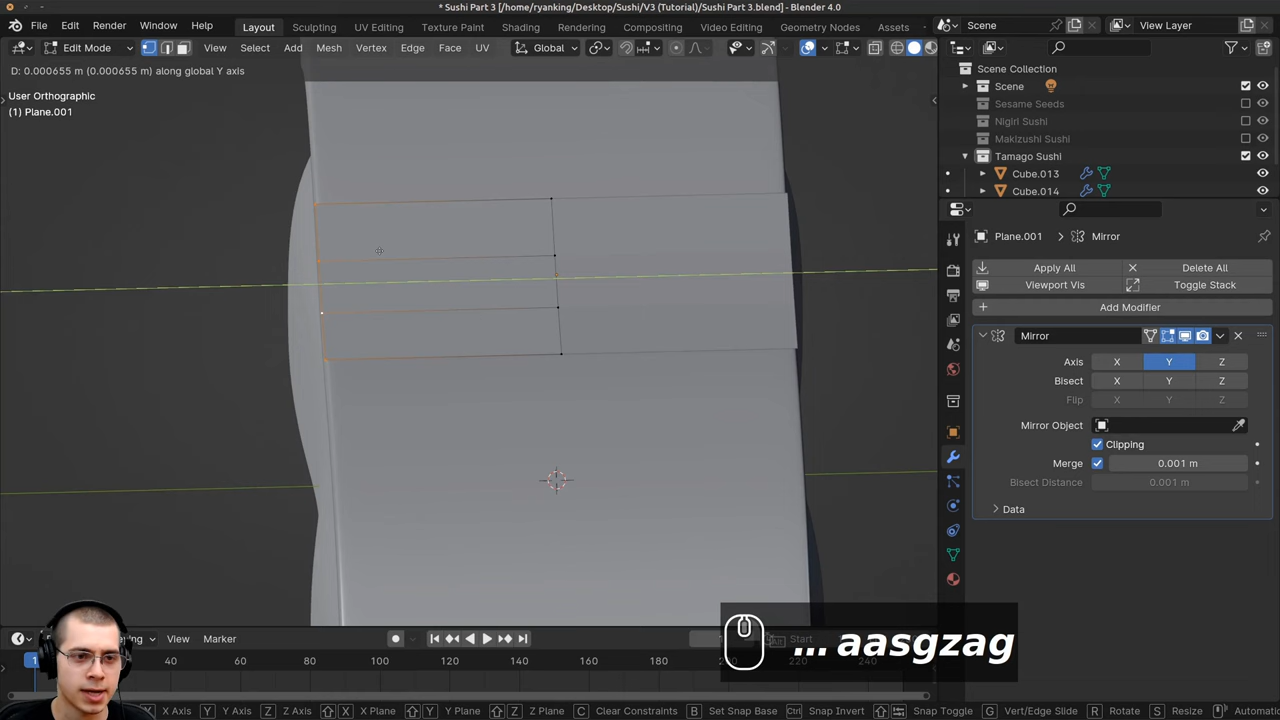 * Sushi Part 3 [/home/ryanking/Desktop/Sushi/V3 (Tutorial)/Sushi Part 3.blend] - Blender 4.0
File Edit Render Window Help Layout Sculpting UV Editing Texture Paint Shading Rendering Compositing Video Editing Geometry Nodes Assets Scene View Layer
Edit Mode View Select Add Mesh Vertex Edge Face UV Global
D: 0.000655 m (0.000655 m) along global Y axis
User Orthographic
(1) Plane.001
Scene Collection
Scene
Sesame Seeds
Nigiri Sushi
Makizushi Sushi
Tamago Sushi
Cube.013
Cube.014
Plane.001 Mirror
Apply All Delete All
Viewport Vis Toggle Stack
Add Modifier
Mirror
Axis X Y Z
Bisect X Y Z
Flip X Y Z
Mirror Object
Clipping
Merge 0.001 m
Bisect Distance 0.001 m
Data
... aasgzag
View Marker Start
40 60 80 100 120 140 160 180 220
X Axis Y Axis Z Axis X Plane Y Plane Z Plane Clear Constraints B Set Snap Base Ctrl Snap Invert Snap Toggle G Vert/Edge Slide R Rotate S Resize Automatic